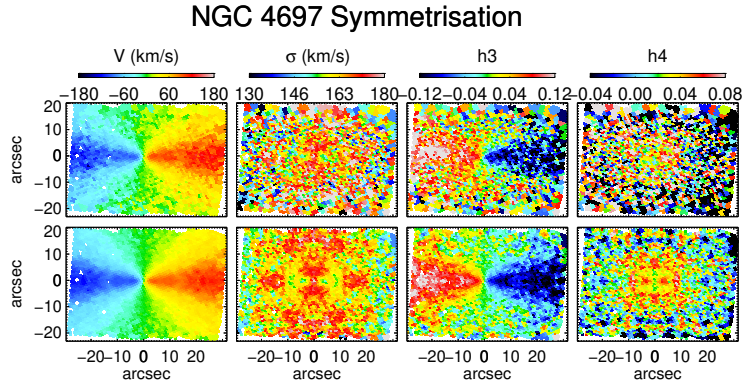 NGC 4697 Symmetrisation
V (km/s) σ (km/s) h3 h4
−180 −60 60 180 130 146 163 180 −0.12 −0.04 0.04 0.12 −0.04 0.00 0.04 0.08
20
10
arcsec 0
−10
−20
20
10
arcsec 0
−10
−20
−20 −10 0 10 20 −20 −10 0 10 20 −20 −10 0 10 20 −20 −10 0 10 20
arcsec arcsec arcsec arcsec